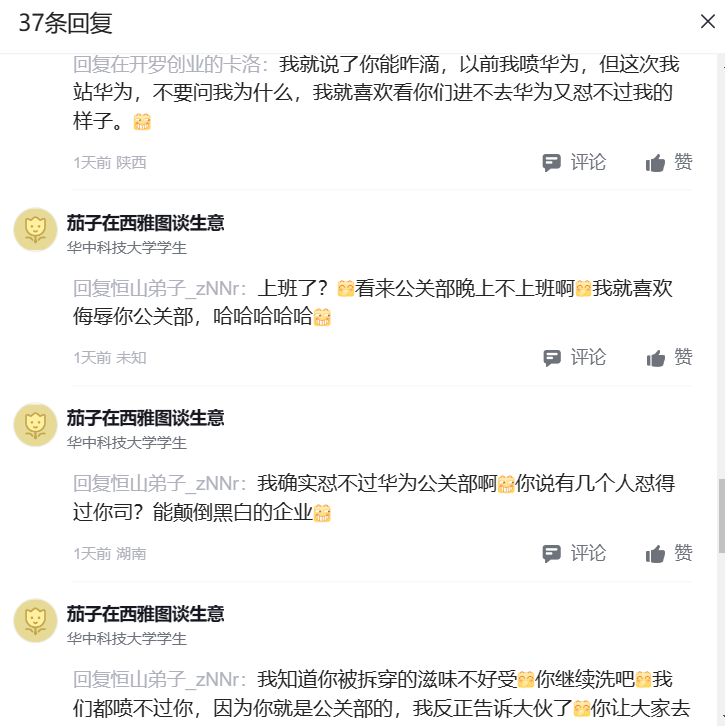 37条回复
回复在开罗创业的卡洛：我就说了你能咋滴，以前我喷华为，但这次我
站华为，不要问我为什么，我就喜欢看你们进不去华为又怼不过我的
样子。
1天前 陕西
评论 赞
茄子在西雅图谈生意
华中科技大学学生
回复恒山弟子_zNNr：上班了？看来公关部晚上不上班啊我就喜欢
侮辱你公关部，哈哈哈哈哈
1天前 未知
评论 赞
茄子在西雅图谈生意
华中科技大学学生
回复恒山弟子_zNNr：我确实怼不过华为公关部啊你说有几个人怼得
过你司？能颠倒黑白的企业
1天前 湖南
评论 赞
茄子在西雅图谈生意
华中科技大学学生
回复恒山弟子_zNNr：我知道你被拆穿的滋味不好受你继续洗吧我
们都喷不过你，因为你就是公关部的，我反正告诉大伙了你让大家去